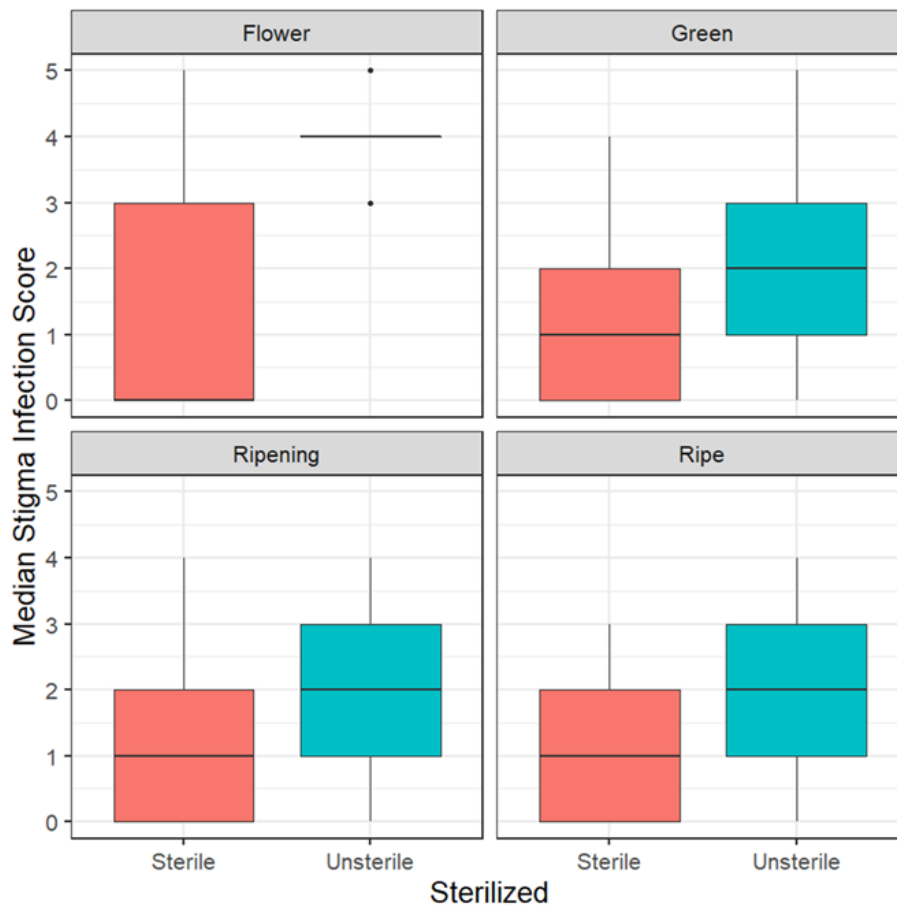 Flower
Green
5
4
3
2
1
0
Ripening
Ripe
5
4
3
2
1
0
Median Stigma Infection Score
Sterile
Unsterile
Sterile
Unsterile
Sterilized